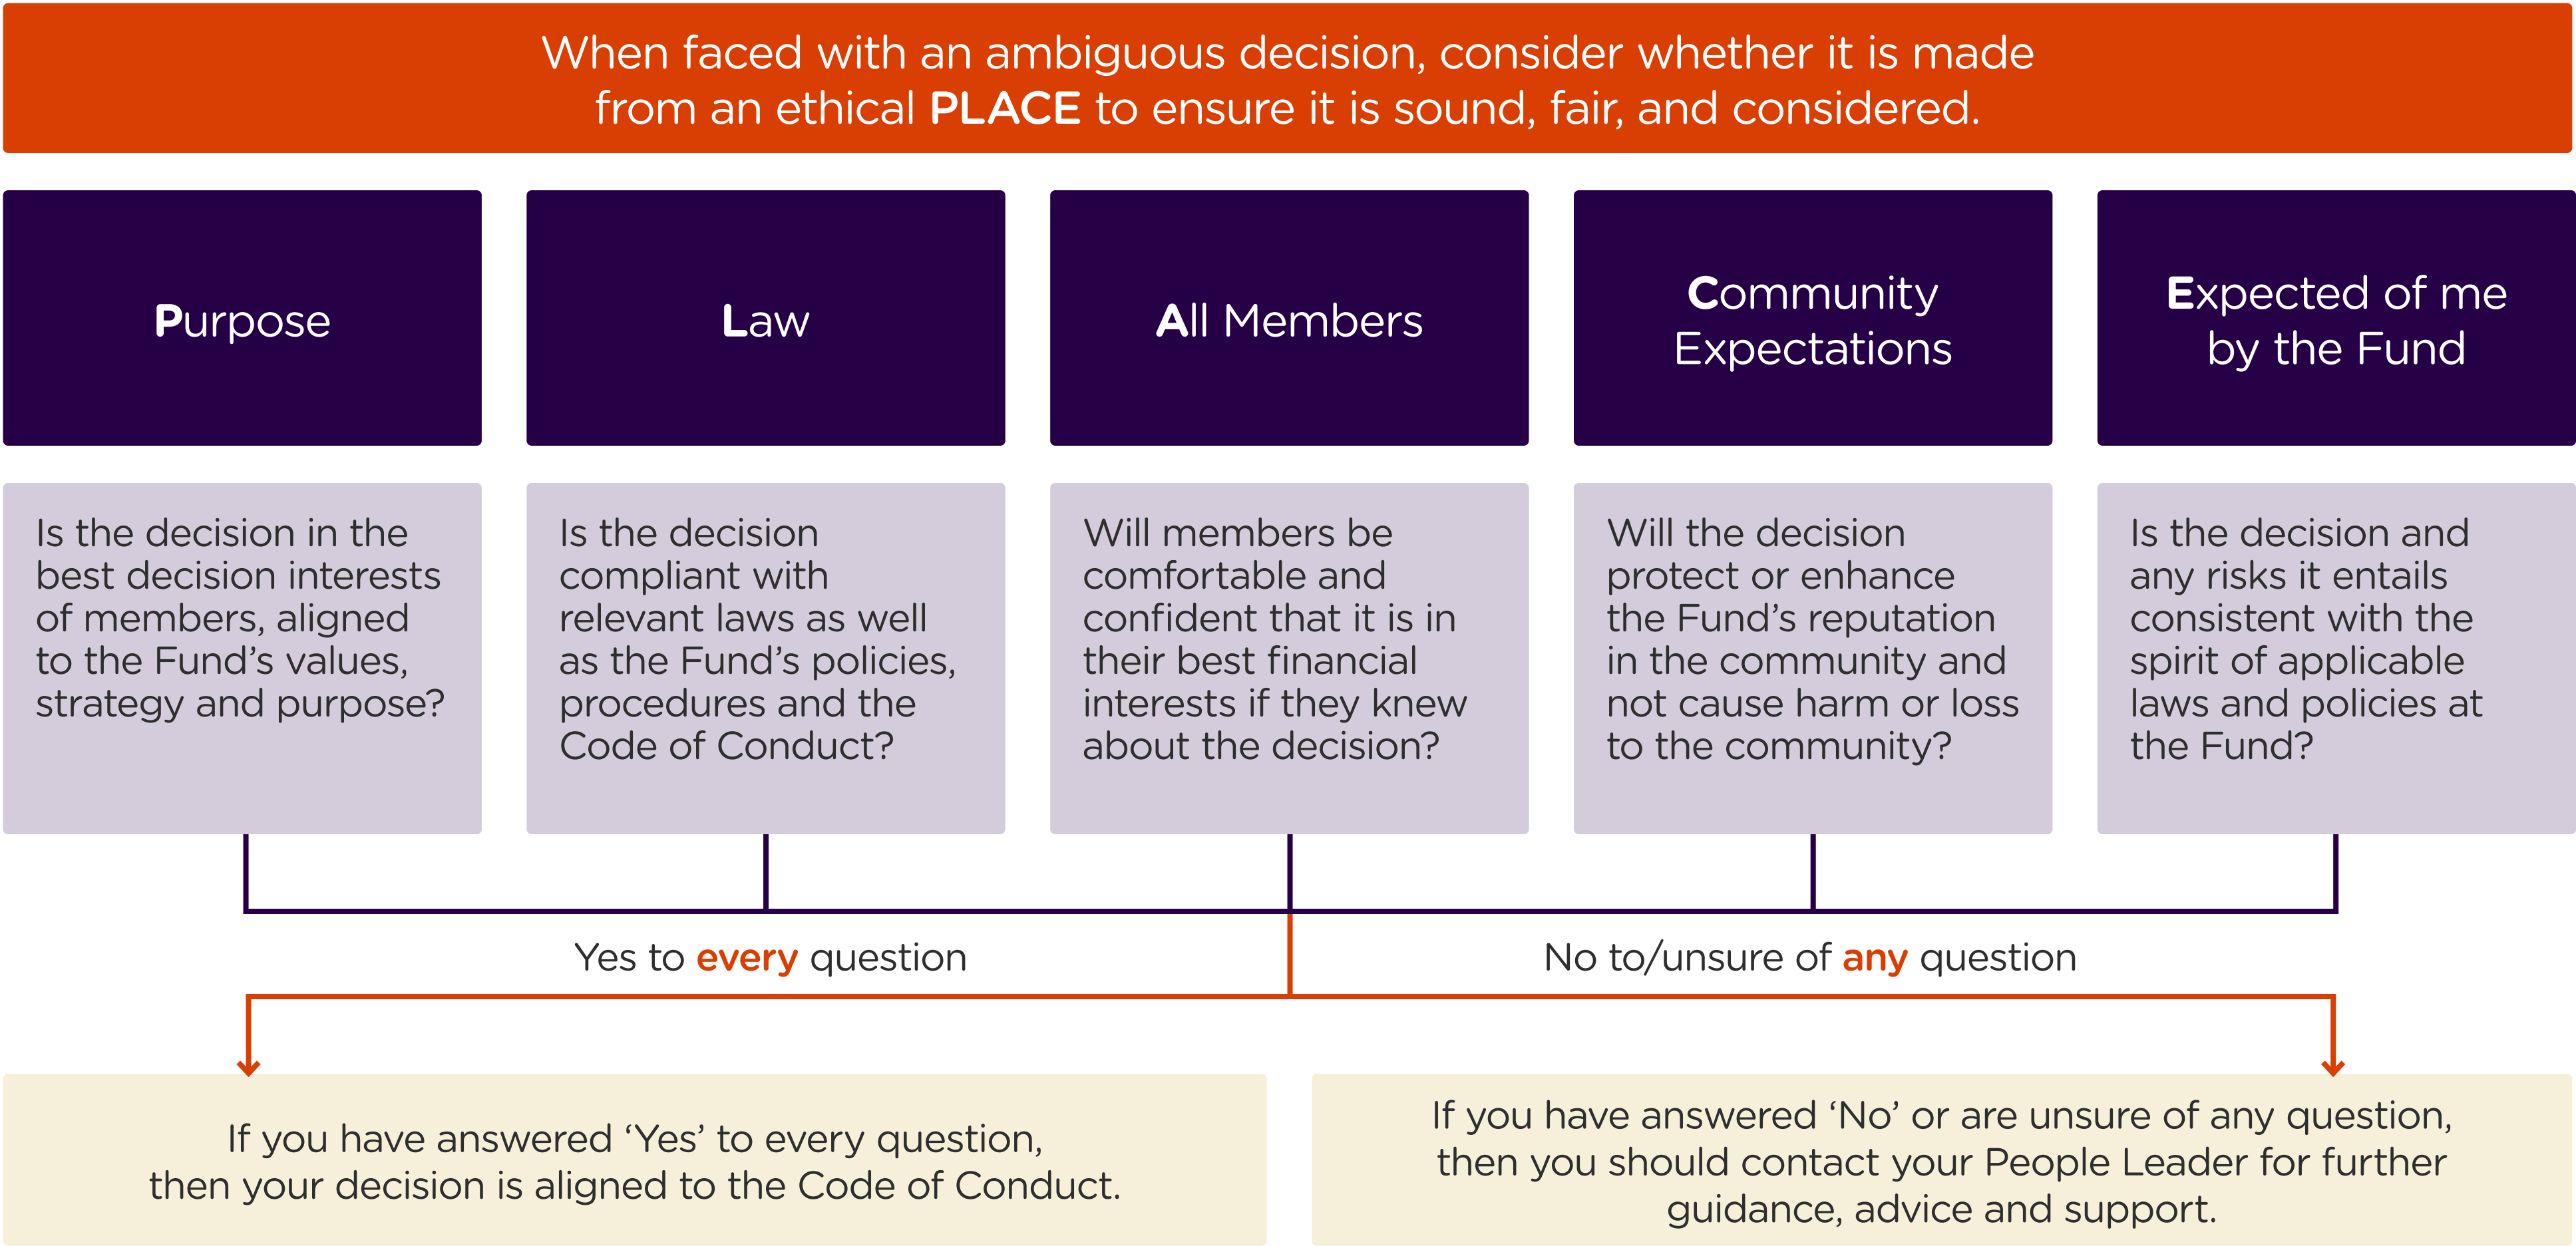 When faced with an ambiguous decision, consider whether it is made
from an ethical PLACE to ensure it is sound, fair, and considered.
Purpose
Is the decision in the
best decision interests
of members, aligned
to the Fund’s values,
strategy and purpose?
Law
Is the decision
compliant with
relevant laws as well
as the Fund’s policies,
procedures and the
Code of Conduct?
All Members
Will members be
comfortable and
confident that it is in
their best financial
interests if they knew
about the decision?
Community
Expectations
Will the decision
protect or enhance
the Fund’s reputation
in the community and
not cause harm or loss
to the community?
Expected of me
by the Fund
Is the decision and
any risks it entails
consistent with the
spirit of applicable
laws and policies at
the Fund?
Yes to every question
No to/unsure of any question
If you have answered ‘Yes’ to every question,
then your decision is aligned to the Code of Conduct.
If you have answered ‘No’ or are unsure of any question,
then you should contact your People Leader for further
guidance, advice and support.